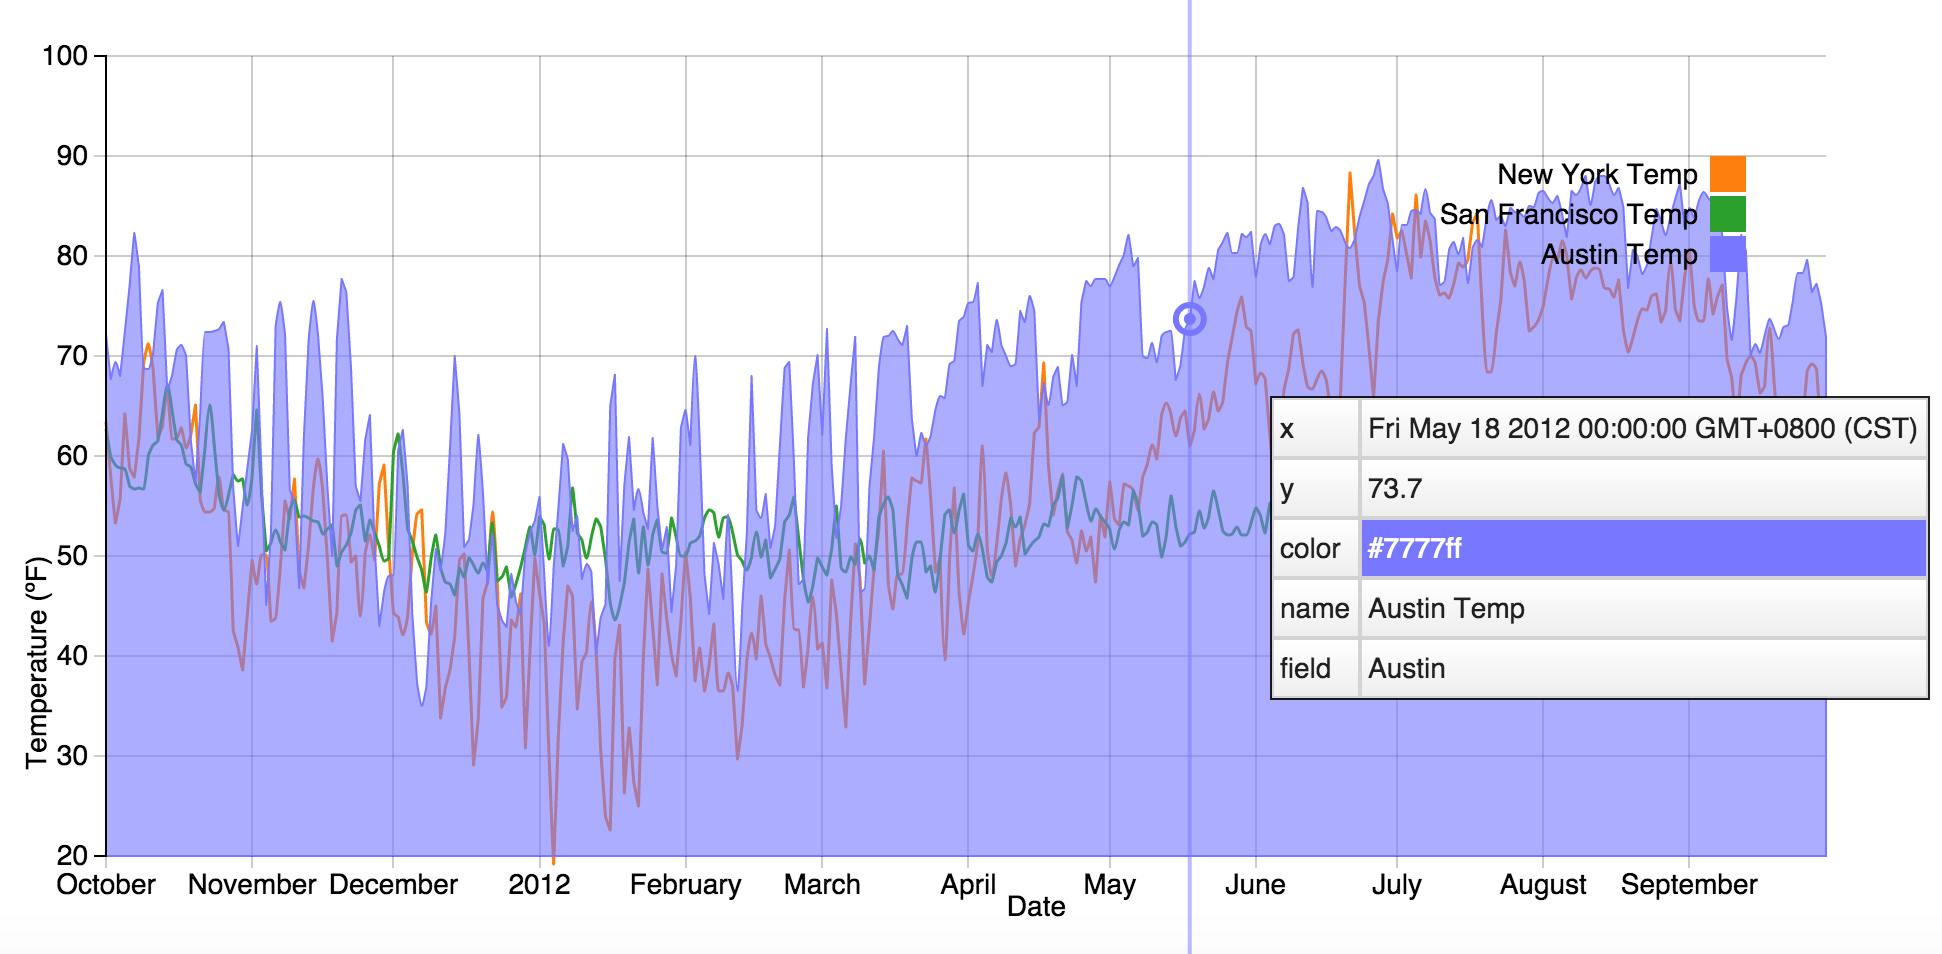 100
90
80
70
60
50
40
30
20
Temperature (ºF)
New York Temp
San Francisco Temp
Austin Temp
x Fri May 18 2012 00:00:00 GMT+0800 (CST)
y 73.7
color #7777ff
name Austin Temp
field Austin
October November December 2012 February March April May June July August September
Date